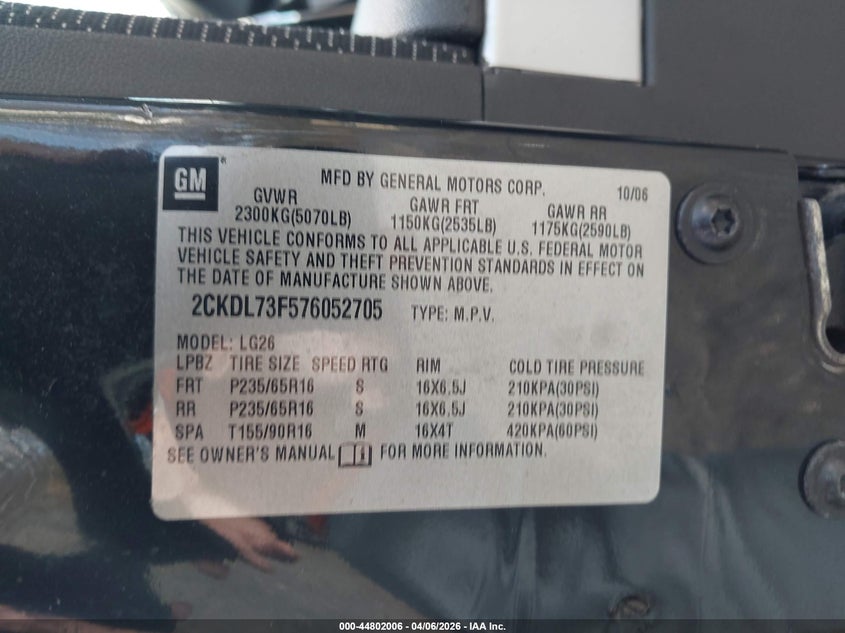 GM
MFD BY GENERAL MOTORS CORP. 10/06
GVWR GAWR FRT GAWR RR
2300KG(5070LB) 1150KG(2535LB) 1175KG(2590LB)
THIS VEHICLE CONFORMS TO ALL APPLICABLE U.S. FEDERAL MOTOR
VEHICLE SAFETY AND THEFT PREVENTION STANDARDS IN EFFECT ON
THE DATE OF MANUFACTURE SHOWN ABOVE.
2CKDL73F576052705 TYPE: M.P.V.
MODEL: LG26
LPBZ TIRE SIZE SPEED RTG RIM COLD TIRE PRESSURE
FRT P235/65R16 S 16X6.5J 210KPA(30PSI)
RR P235/65R16 S 16X6.5J 210KPA(30PSI)
SPA T155/90R16 M 16X4T 420KPA(60PSI)
SEE OWNER'S MANUAL FOR MORE INFORMATION.
000-44802006 - 04/06/2026 - IAA Inc.